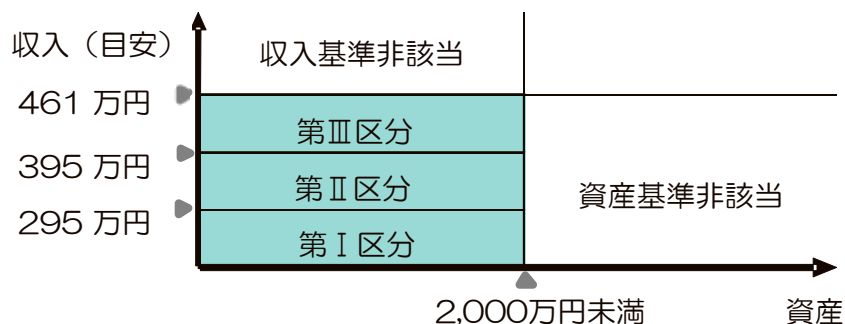 収入（目安）
収入基準非該当
461 万円
第Ⅲ区分
395 万円
第Ⅱ区分
資産基準非該当
295 万円
第Ⅰ区分
2,000万円未満
資産